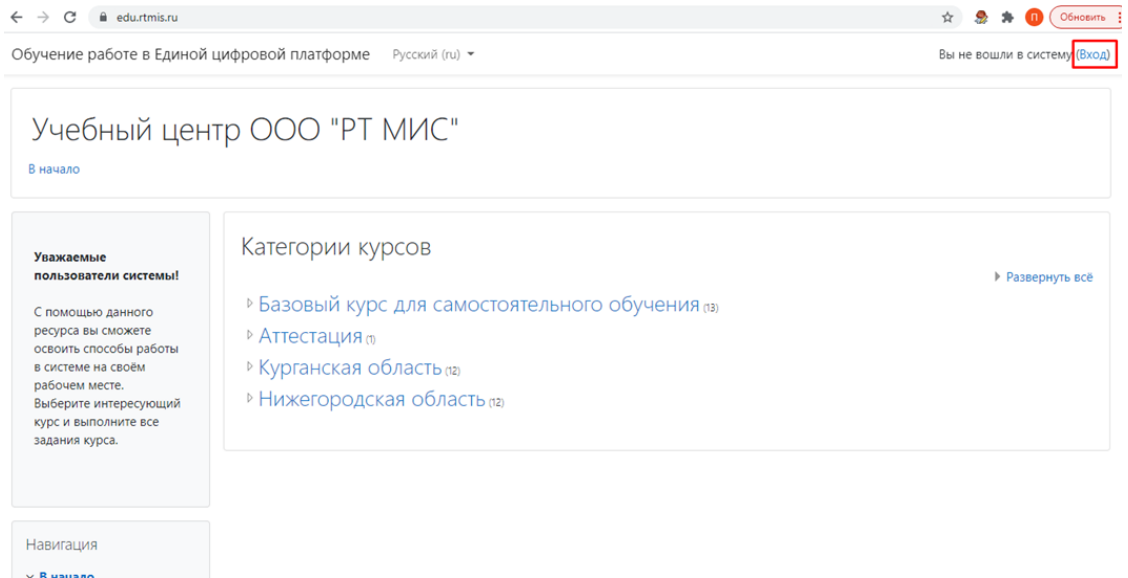 edu.rtmis.ru
П
Обновить
Обучение работе в Единой цифровой платформе
Русский (ru)
Вы не вошли в систему (Вход)
Учебный центр ООО "РТ МИС"
В начало
Уважаемые
пользователи системы!
С помощью данного
ресурса вы сможете
освоить способы работы
в системе на своём
рабочем месте.
Выберите интересующий
курс и выполните все
задания курса.
Категории курсов
Развернуть всё
Базовый курс для самостоятельного обучения (13)
Аттестация (1)
Курганская область (12)
Нижегородская область (12)
Навигация
В начало